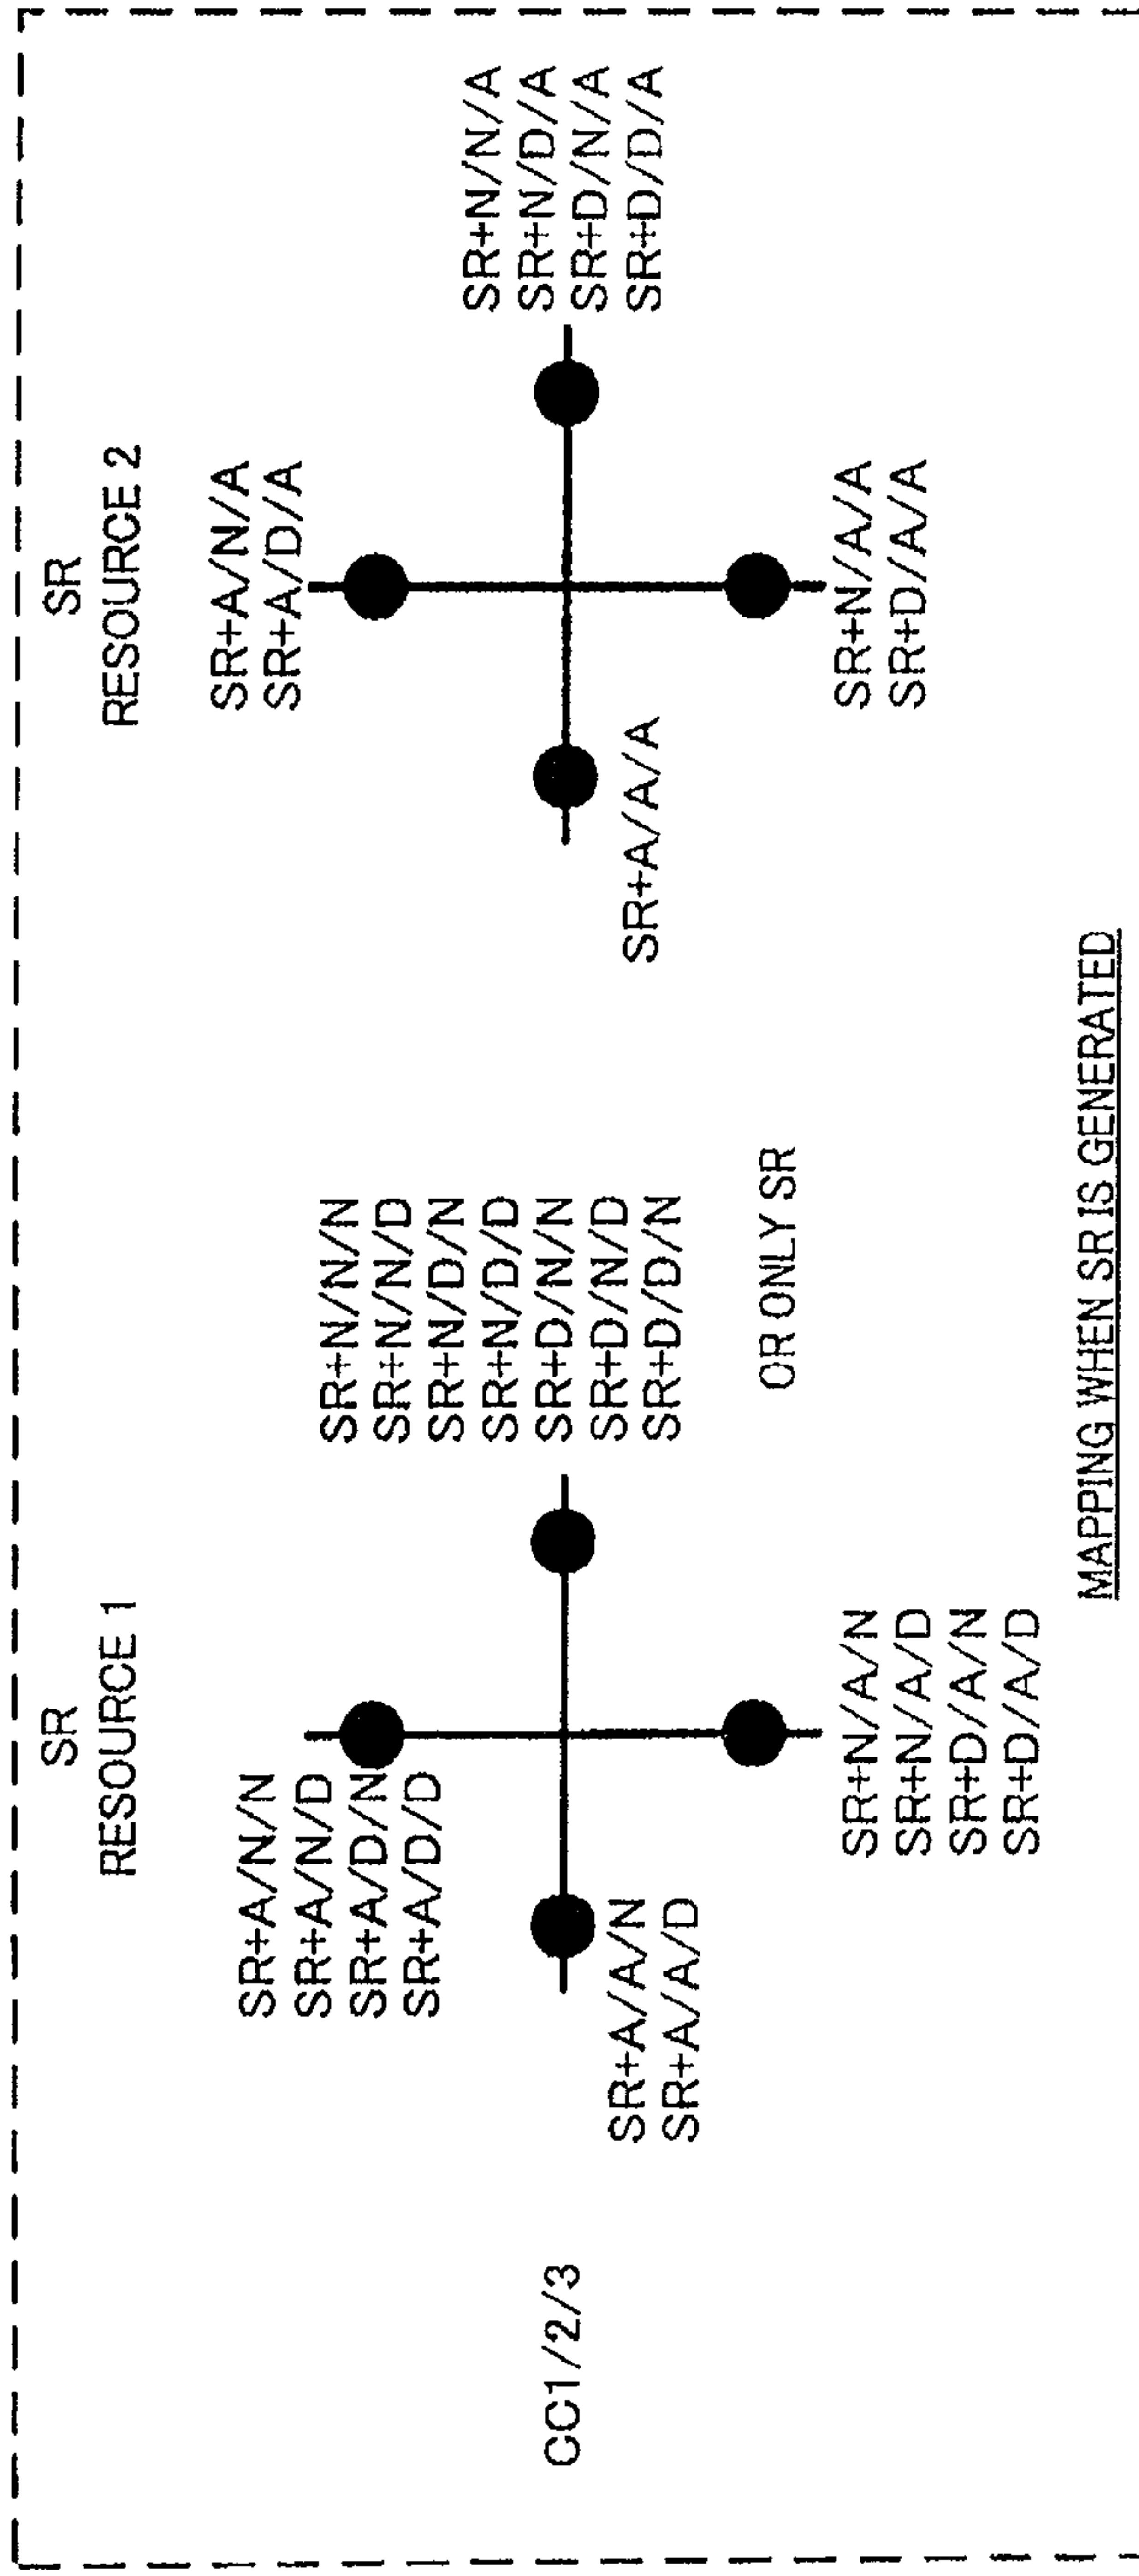 SR
RESOURCE 1
SR+A/N/N
SR+A/N/D
SR+A/D/N
SR+A/D/D
SR+N/N/N
SR+N/N/D
SR+N/D/N
SR+N/D/D
SR+D/N/N
SR+D/N/D
SR+D/D/N
OR ONLY SR
SR+A/A/N
SR+A/A/D
SR+N/A/N
SR+N/A/D
SR+D/A/N
SR+D/A/D
CC1/2/3
SR
RESOURCE 2
SR+A/N/A
SR+A/D/A
SR+N/N/A
SR+N/D/A
SR+D/N/A
SR+D/D/A
SR+A/A/A
SR+N/A/A
SR+D/A/A
MAPPING WHEN SR IS GENERATED